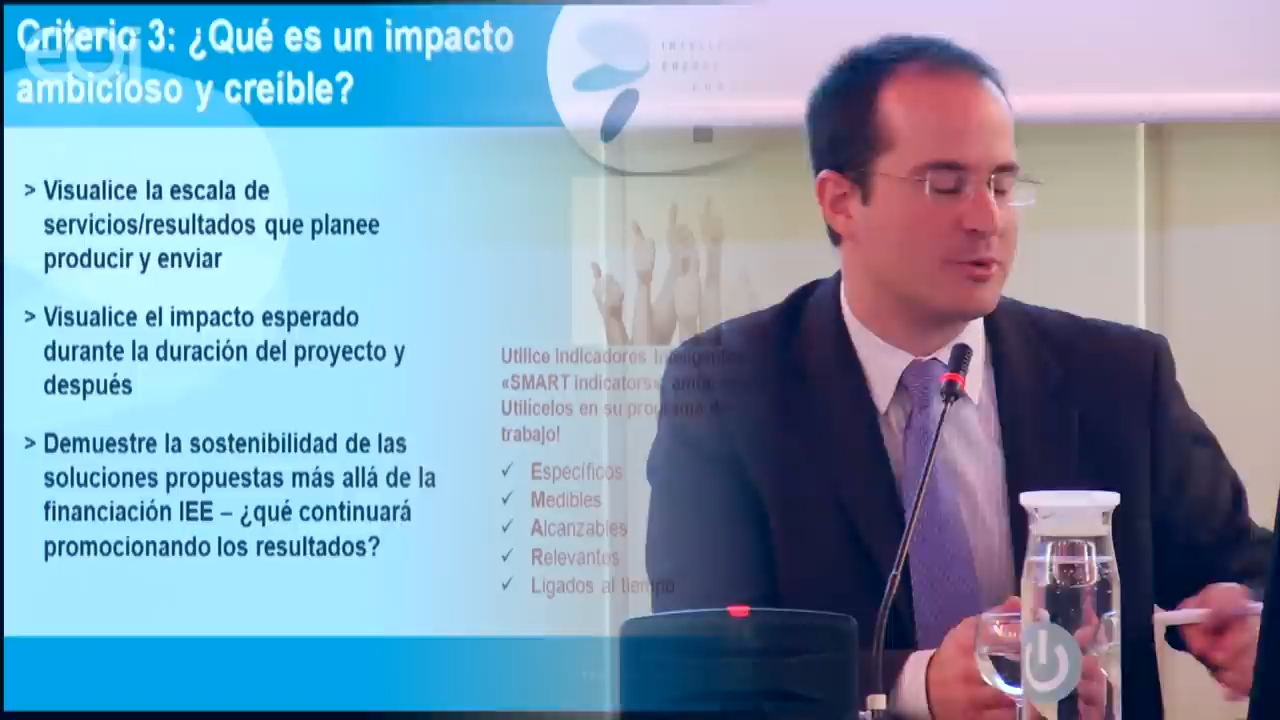 Criterio 3: ¿Qué es un impacto
ambicioso y creíble?
eoi
> Visualice la escala de
servicios/resultados que planee
producir y enviar
> Visualice el impacto esperado
durante la duración del proyecto y
después
> Demuestre la sostenibilidad de las
soluciones propuestas más allá de la
financiación IEE – ¿qué continuará
promocionando los resultados?
Utilice Indicadores Inteligentes
«SMART indicators»,
Utilícelos en su programa de
trabajo!
✓ Específicos
✓ Medibles
✓ Alcanzables
✓ Relevantes
✓ Ligados al tiempo